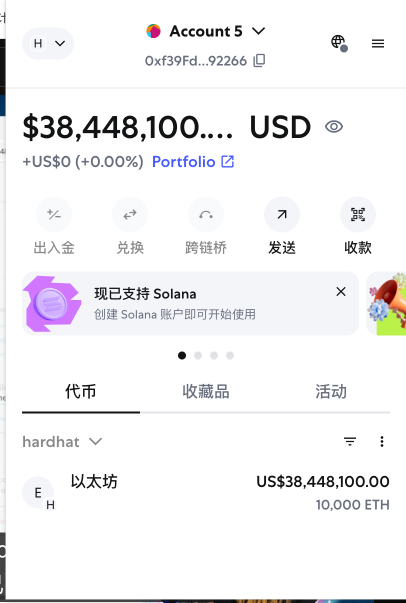 H
Account 5
0xf39Fd...92266
$38,448,100.... USD
+US$0 (+0.00%) Portfolio
出入金 兑换 跨链桥 发送 收款
现已支持 Solana
创建 Solana 账户即可开始使用
代币 收藏品 活动
hardhat
E H 以太坊 US$38,448,100.00
10,000 ETH